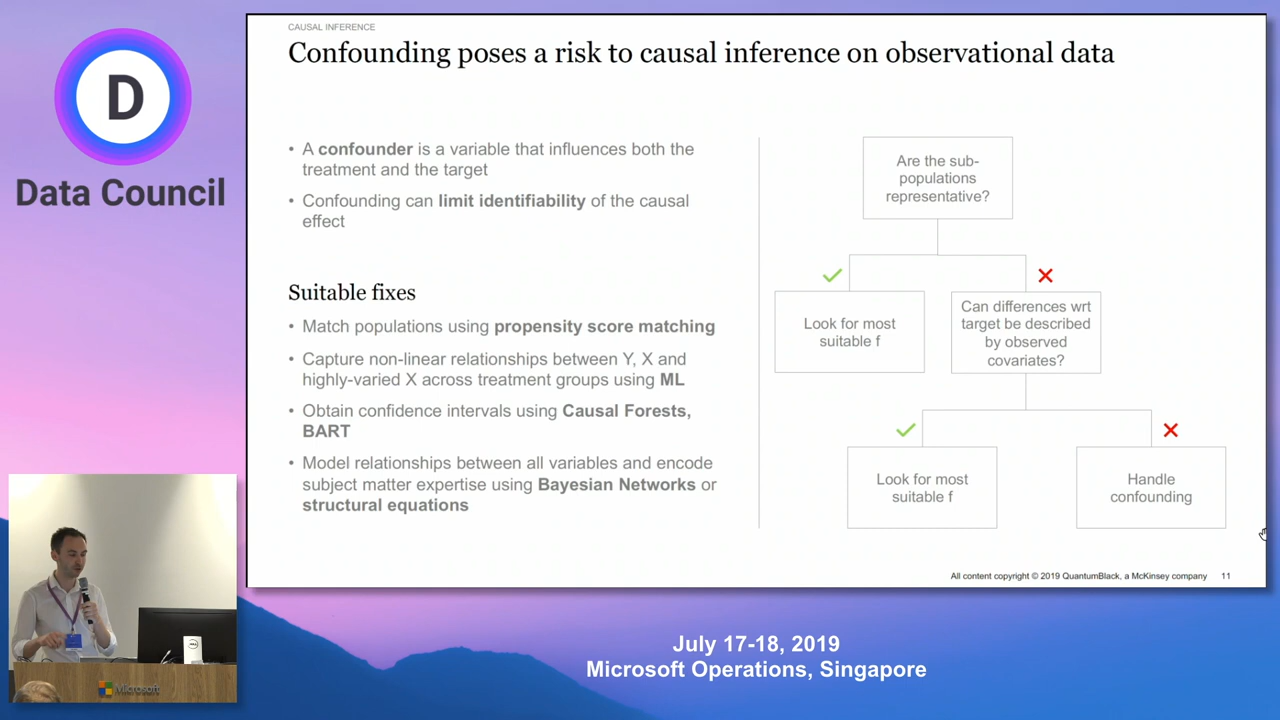 D
Data Council
CAUSAL INFERENCE
Confounding poses a risk to causal inference on observational data
• A confounder is a variable that influences both the
treatment and the target
• Confounding can limit identifiability of the causal
effect
Suitable fixes
• Match populations using propensity score matching
• Capture non-linear relationships between Y, X and
highly-varied X across treatment groups using ML
• Obtain confidence intervals using Causal Forests,
BART
• Model relationships between all variables and encode
subject matter expertise using Bayesian Networks or
structural equations
Are the sub-
populations
representative?
Look for most
suitable f
Can differences wrt
target be described
by observed
covariates?
Look for most
suitable f
Handle
confounding
All content copyright © 2019 QuantumBlack, a McKinsey company 11
Microsoft
July 17-18, 2019
Microsoft Operations, Singapore